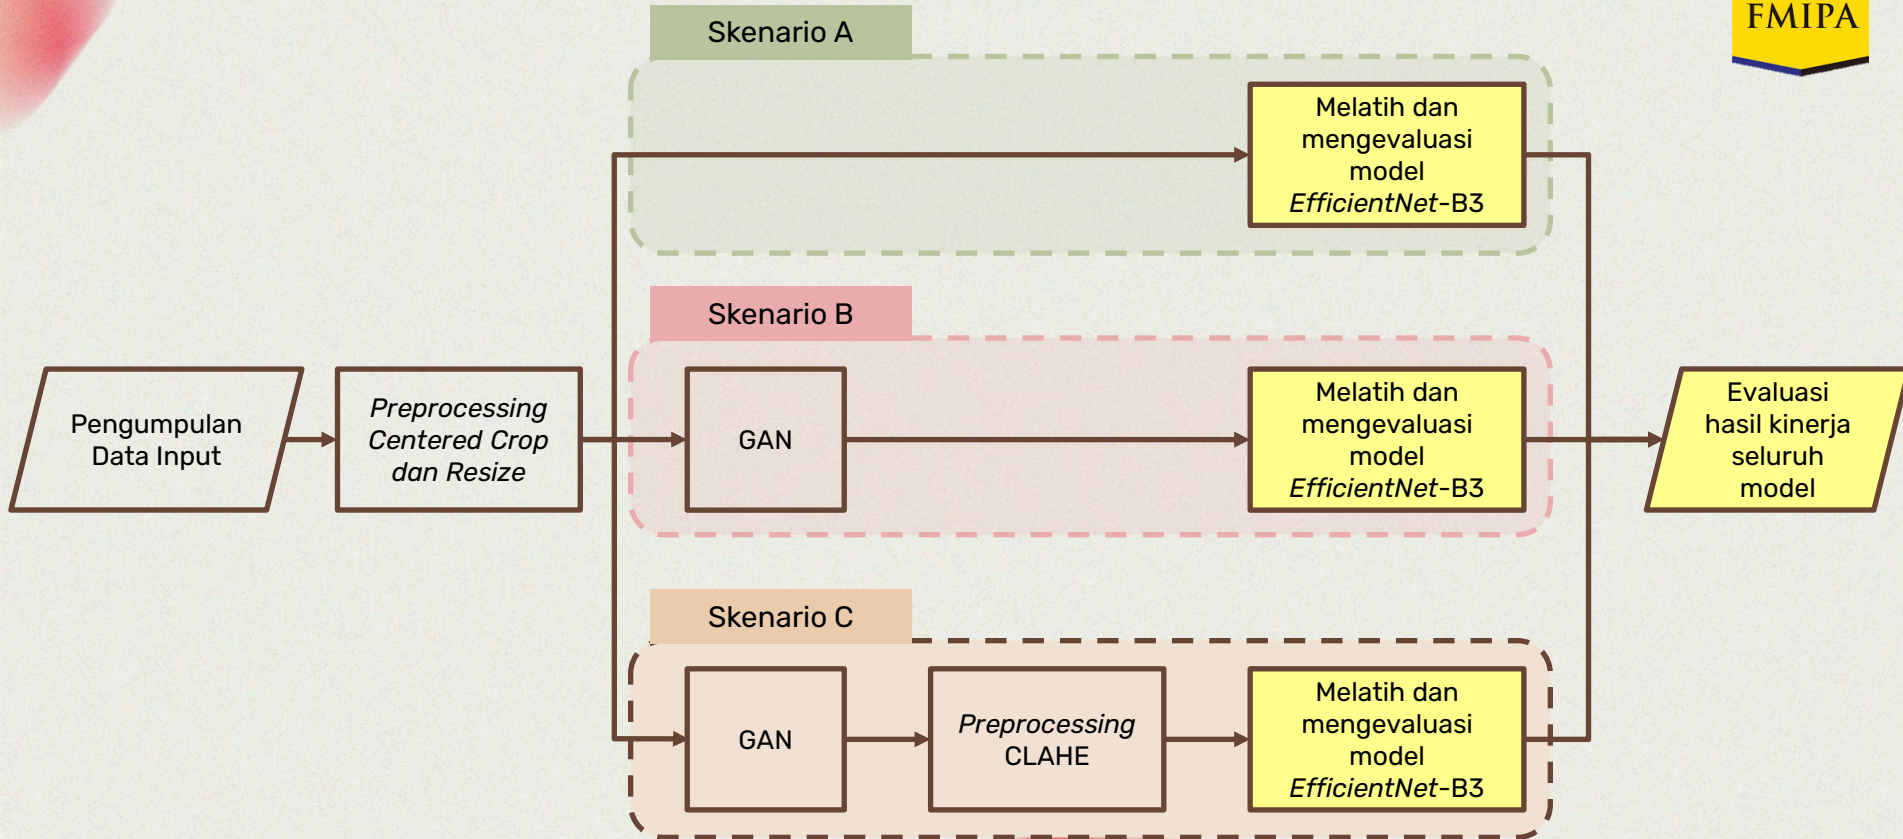 FMIPA
Skenario A
Melatih dan
mengevaluasi
model
EfficientNet-B3
Skenario B
Pengumpulan
Data Input
Preprocessing
Centered Crop
dan Resize
GAN
Melatih dan
mengevaluasi
model
EfficientNet-B3
Evaluasi
hasil kinerja
seluruh
model
Skenario C
GAN
Preprocessing
CLAHE
Melatih dan
mengevaluasi
model
EfficientNet-B3